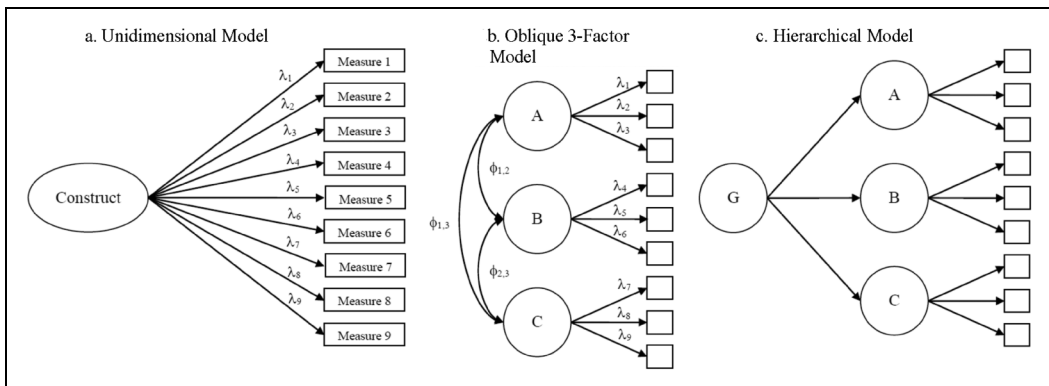 a. Unidimensional Model
Construct
λ1
λ2
λ3
λ4
λ5
λ6
λ7
λ8
λ9
Measure 1
Measure 2
Measure 3
Measure 4
Measure 5
Measure 6
Measure 7
Measure 8
Measure 9
b. Oblique 3-Factor
Model
A
B
C
ϕ1,2
ϕ1,3
ϕ2,3
λ1
λ2
λ3
λ4
λ5
λ6
λ7
λ8
λ9
c. Hierarchical Model
G
A
B
C